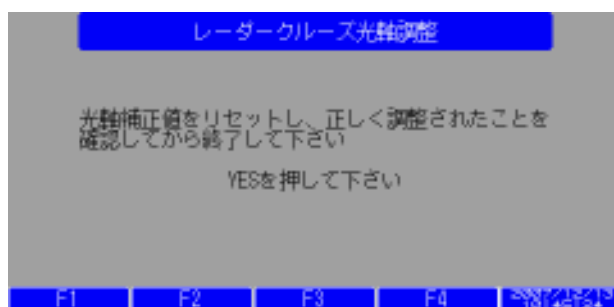 レーダークルーズ光軸調整
光軸補正値をリセットし、正しく調整されたことを
確認してから終了して下さい
YESを押して下さい
F1 F2 F3 F4